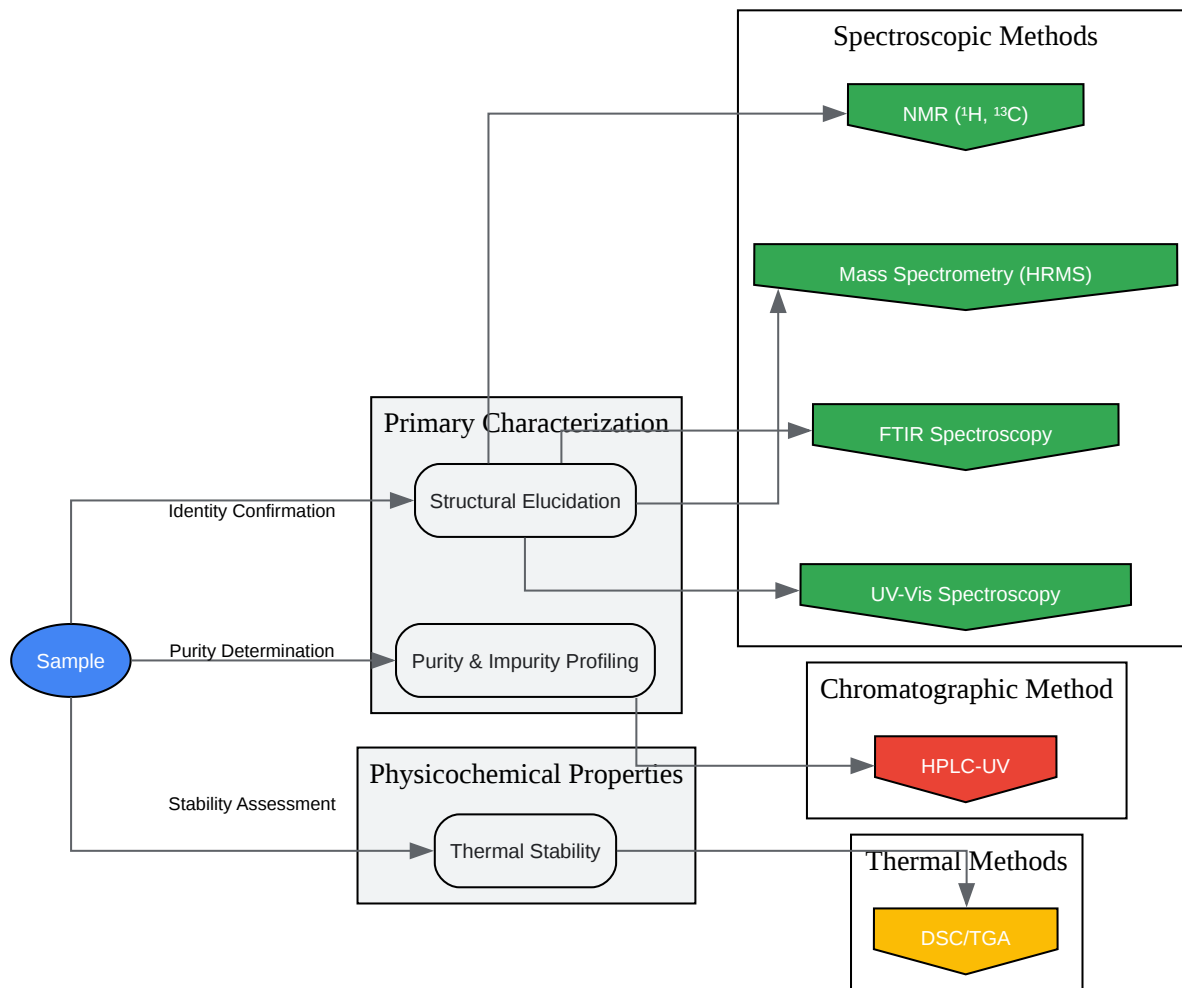 Spectroscopic Methods
NMR (¹H, ¹³C)
Mass Spectrometry (HRMS)
Primary Characterization
FTIR Spectroscopy
Structural Elucidation
Identity Confirmation
UV-Vis Spectroscopy
Sample
Purity Determination
Purity & Impurity Profiling
Chromatographic Method
HPLC-UV
Physicochemical Properties
Stability Assessment
Thermal Stability
Thermal Methods
DSC/TGA